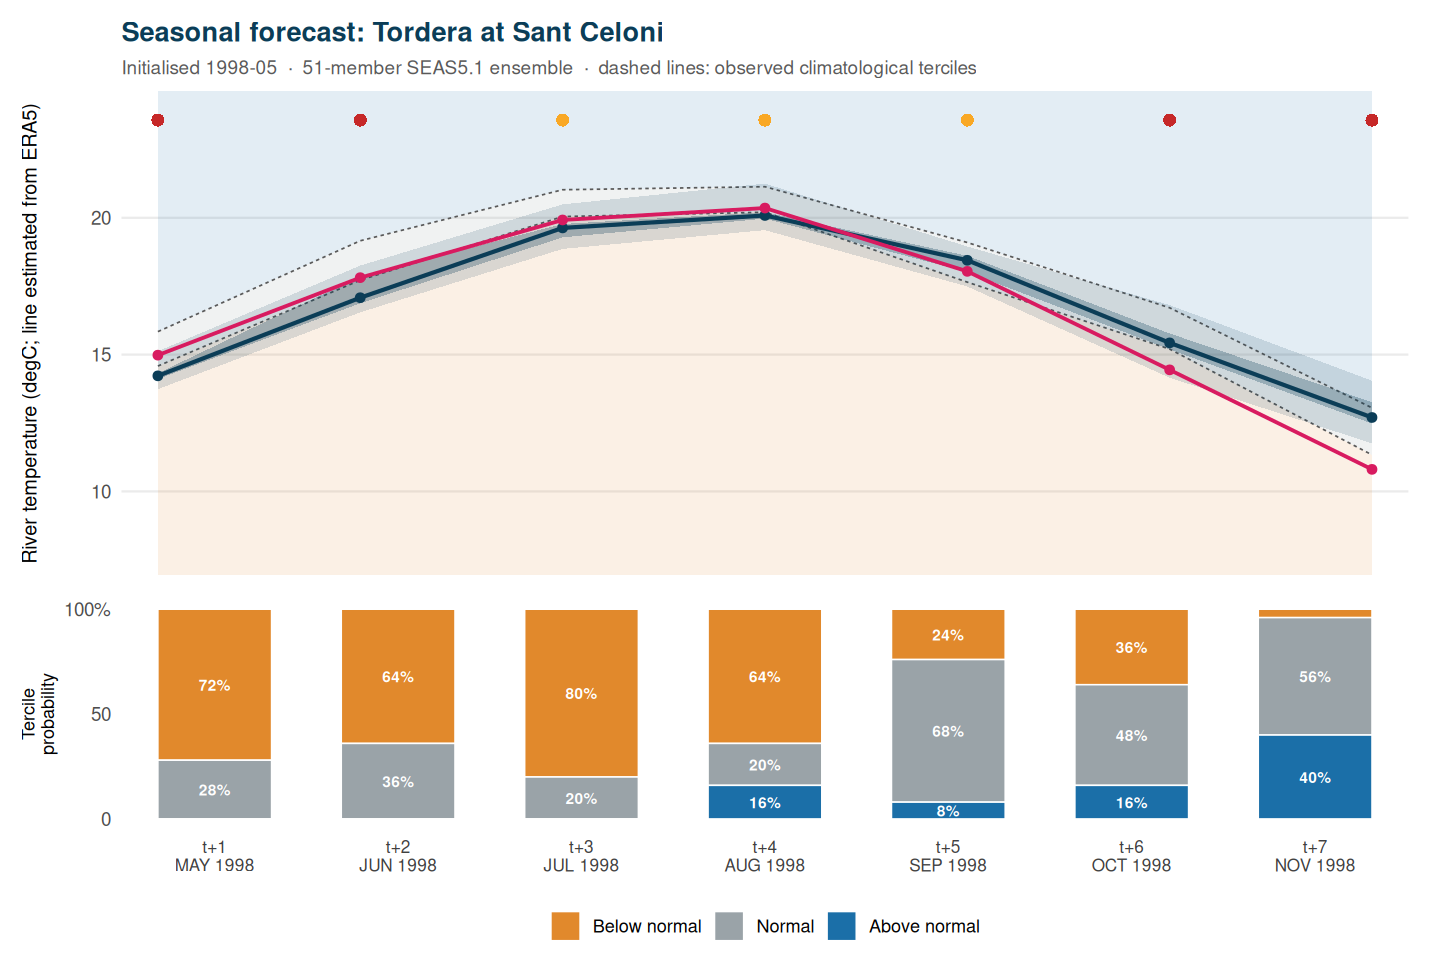 Seasonal forecast: Tordera at Sant Celoni
Initialised 1998-05 · 51-member SEAS5.1 ensemble · dashed lines: observed climatological terciles
River temperature (degC; line estimated from ERA5)
20
15
10
Tercile
probability
100%
50
0
72%
28%
64%
36%
80%
20%
64%
20%
16%
24%
68%
8%
36%
48%
16%
56%
40%
t+1
MAY 1998
t+2
JUN 1998
t+3
JUL 1998
t+4
AUG 1998
t+5
SEP 1998
t+6
OCT 1998
t+7
NOV 1998
Below normal
Normal
Above normal